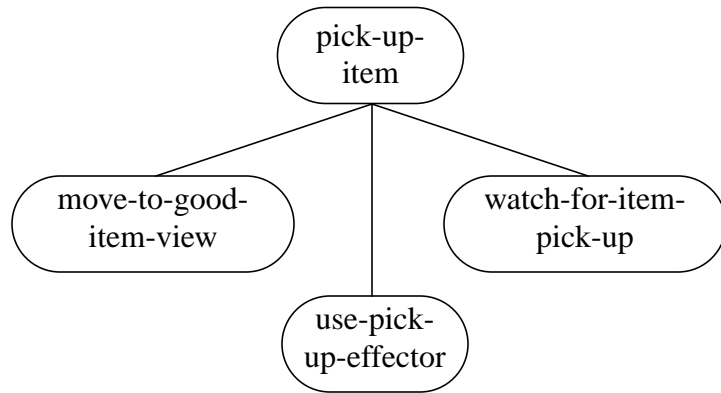 pick-up-
item
move-to-good-
item-view
watch-for-item-
pick-up
use-pick-
up-effector